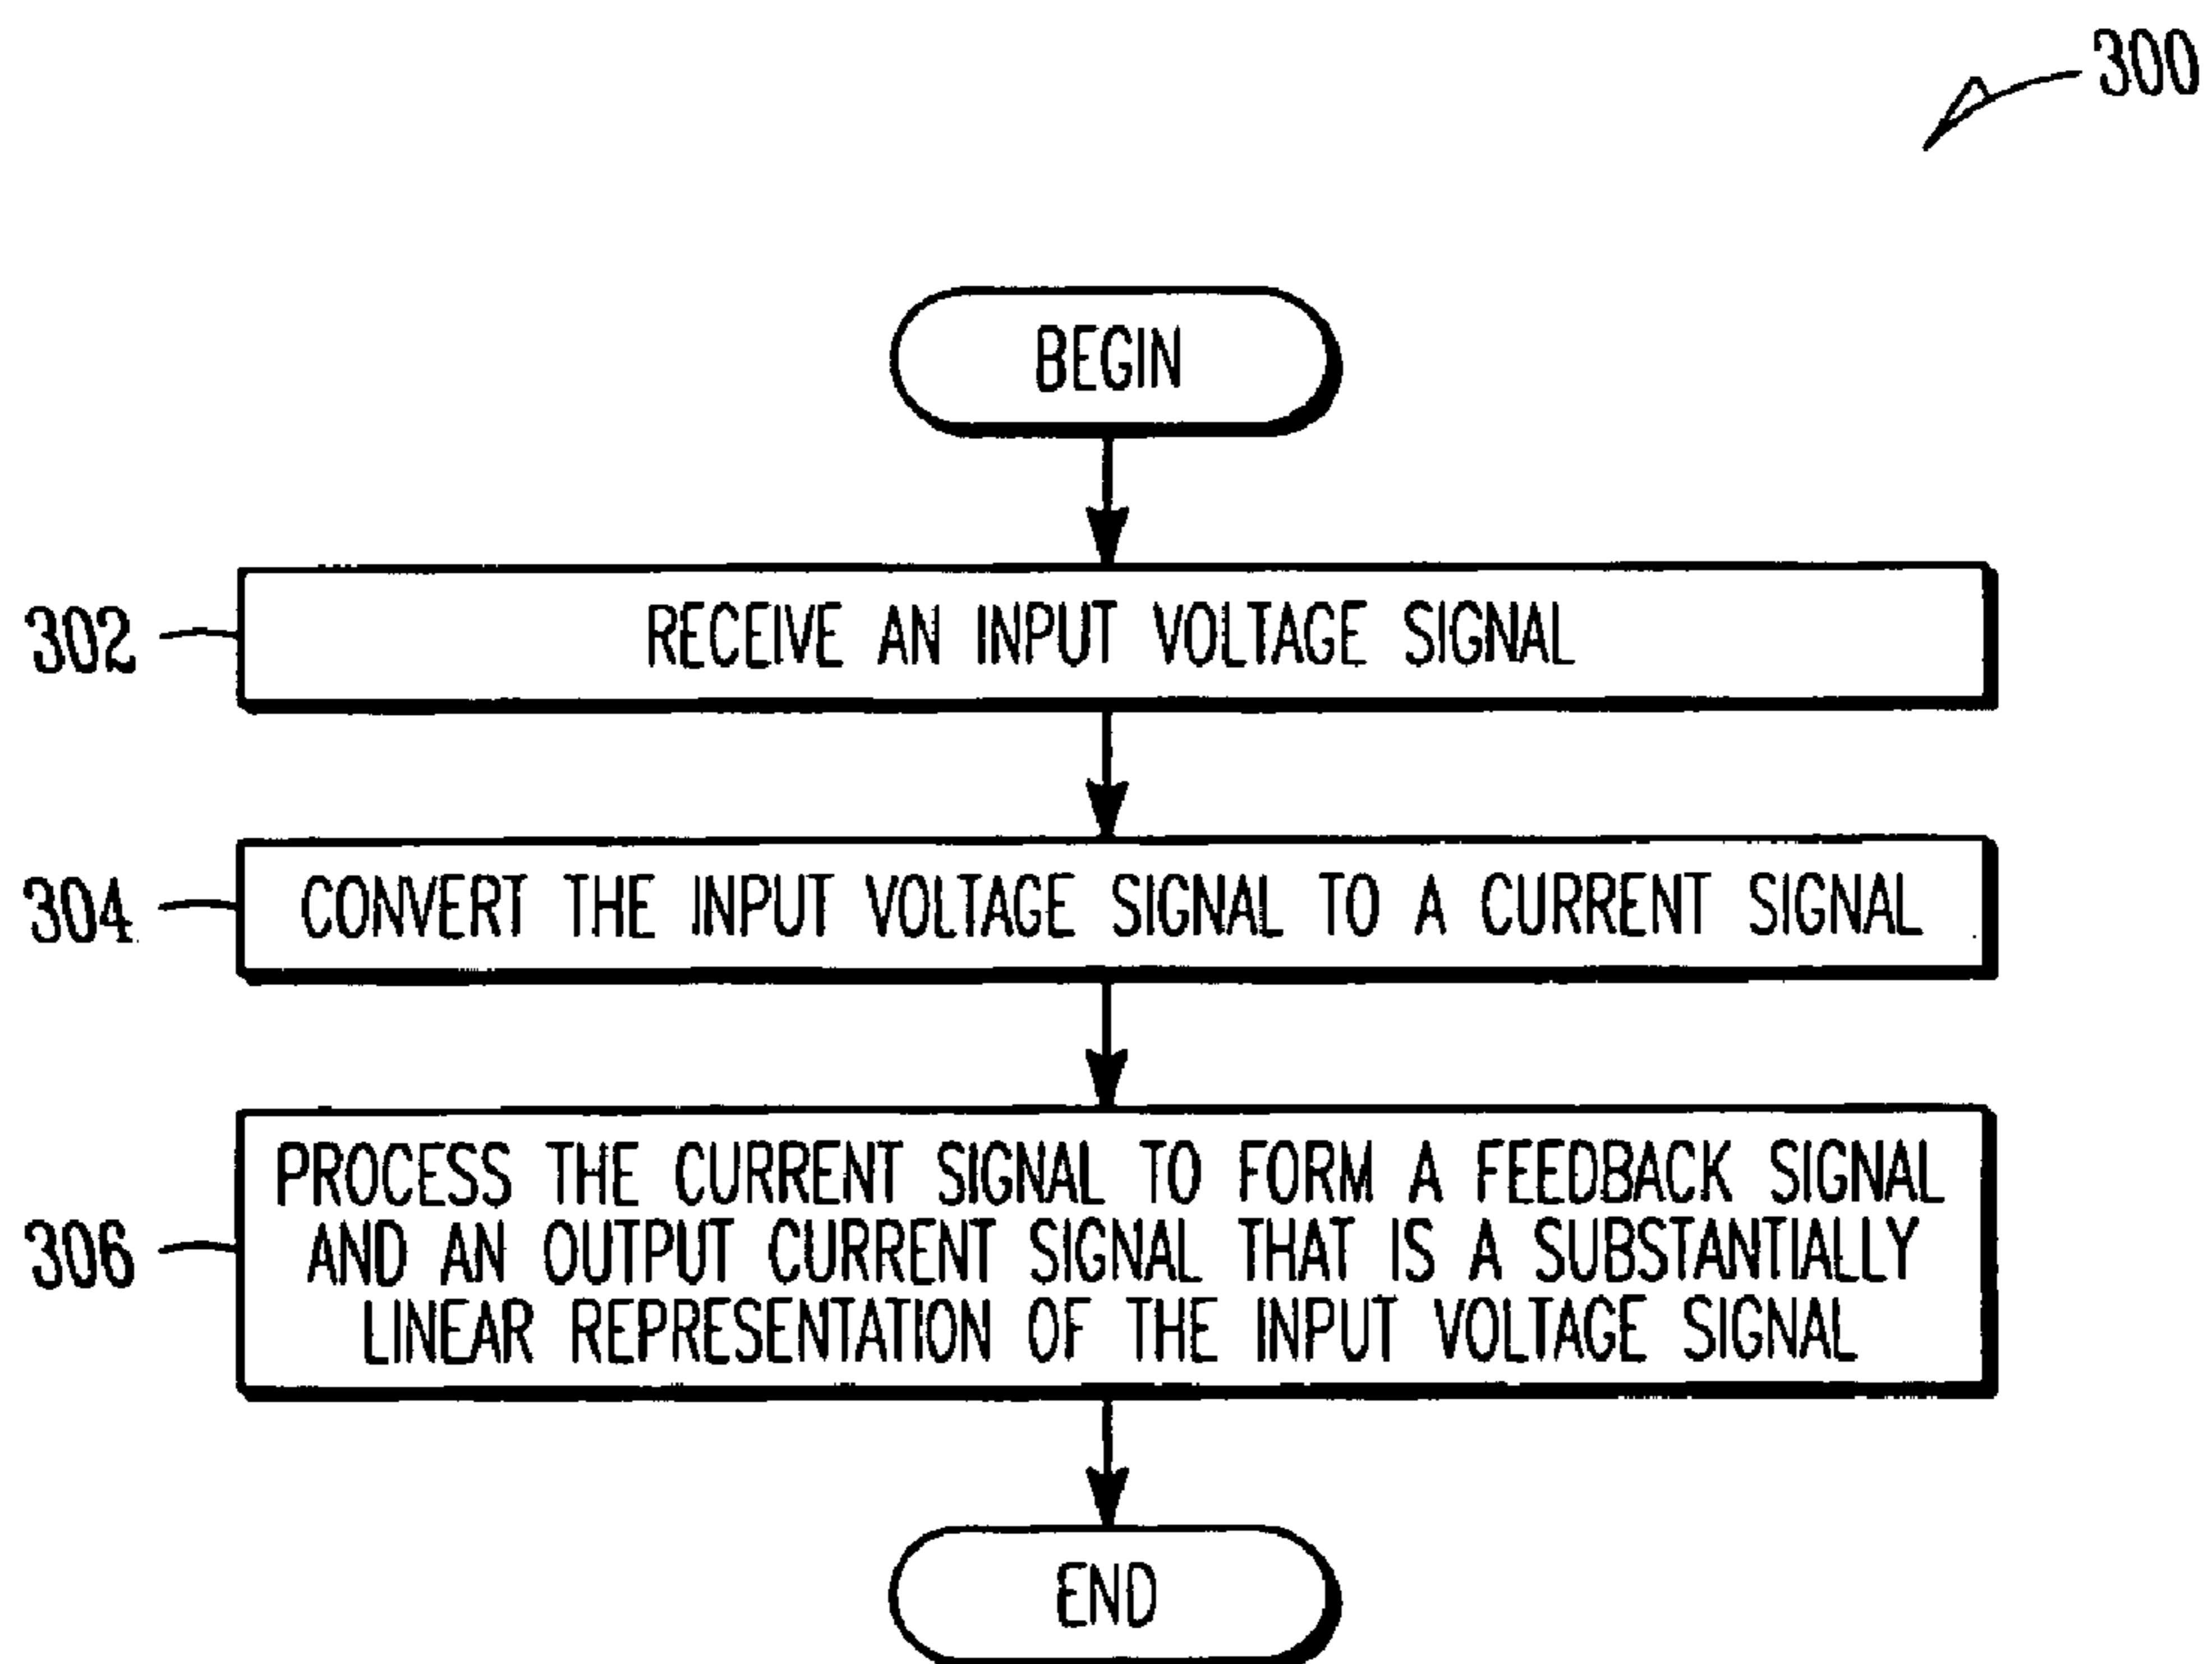 300
BEGIN
302
RECEIVE AN INPUT VOLTAGE SIGNAL
304
CONVERT THE INPUT VOLTAGE SIGNAL TO A CURRENT SIGNAL
306
PROCESS THE CURRENT SIGNAL TO FORM A FEEDBACK SIGNAL
AND AN OUTPUT CURRENT SIGNAL THAT IS A SUBSTANTIALLY
LINEAR REPRESENTATION OF THE INPUT VOLTAGE SIGNAL
END